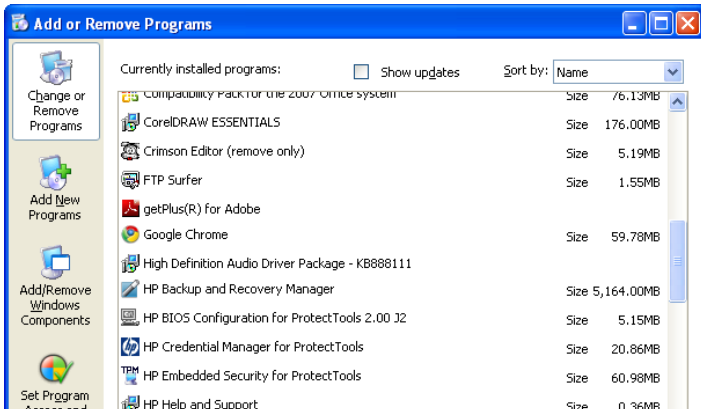 Add or Remove Programs
Change or
Remove
Programs
Add New
Programs
Add/Remove
Windows
Components
Set Program
Access and
Currently installed programs:
Show updates
Sort by: Name
Compatibility Pack for the 2007 Office system Size 76.13MB
CorelDRAW ESSENTIALS Size 176.00MB
Crimson Editor (remove only) Size 5.19MB
FTP Surfer Size 1.55MB
getPlus(R) for Adobe
Google Chrome Size 59.78MB
High Definition Audio Driver Package - KB888111
HP Backup and Recovery Manager Size 5,164.00MB
HP BIOS Configuration for ProtectTools 2.00 J2 Size 5.15MB
HP Credential Manager for ProtectTools Size 20.86MB
TPM
HP Embedded Security for ProtectTools Size 60.98MB
HP Help and Support Size 0.36MB